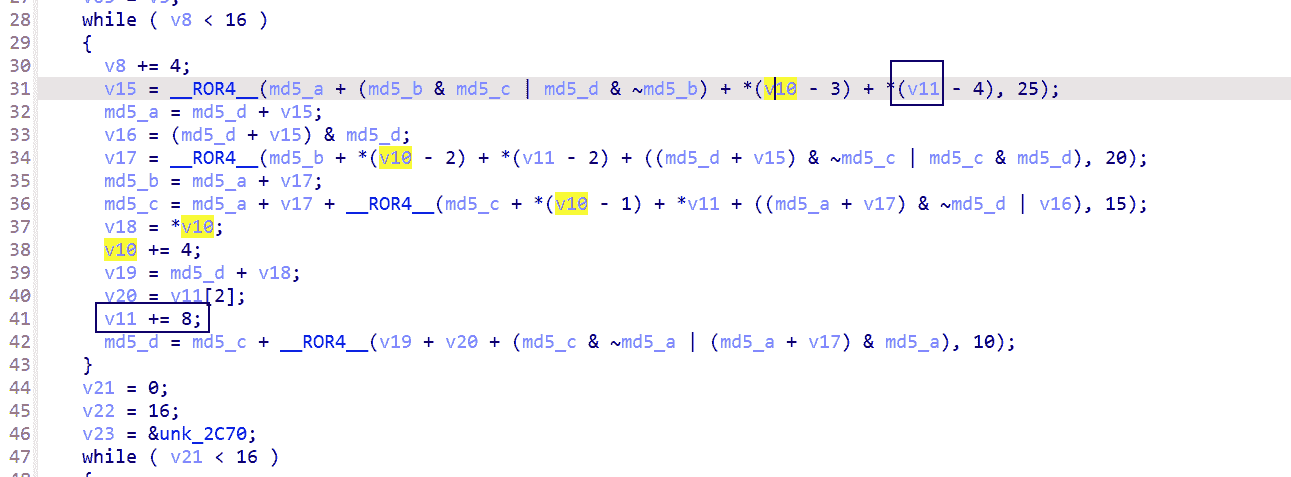 28 while ( v8 < 16 )
29 {
30 v8 += 4;
31 v15 = __ROR4__(md5_a + (md5_b & md5_c | md5_d & ~md5_b) + *(v10 - 3) + *(v11 - 4), 25);
32 md5_a = md5_d + v15;
33 v16 = (md5_d + v15) & md5_d;
34 v17 = __ROR4__(md5_b + *(v10 - 2) + *(v11 - 2) + ((md5_d + v15) & ~md5_c | md5_c & md5_d), 20);
35 md5_b = md5_a + v17;
36 md5_c = md5_a + v17 + __ROR4__(md5_c + *(v10 - 1) + *v11 + ((md5_a + v17) & ~md5_d | v16), 15);
37 v18 = *v10;
38 v10 += 4;
39 v19 = md5_d + v18;
40 v20 = v11[2];
41 v11 += 8;
42 md5_d = md5_c + __ROR4__(v19 + v20 + (md5_c & ~md5_a | (md5_a + v17) & md5_a), 10);
43 }
44 v21 = 0;
45 v22 = 16;
46 v23 = &unk_2C70;
47 while ( v21 < 16 )